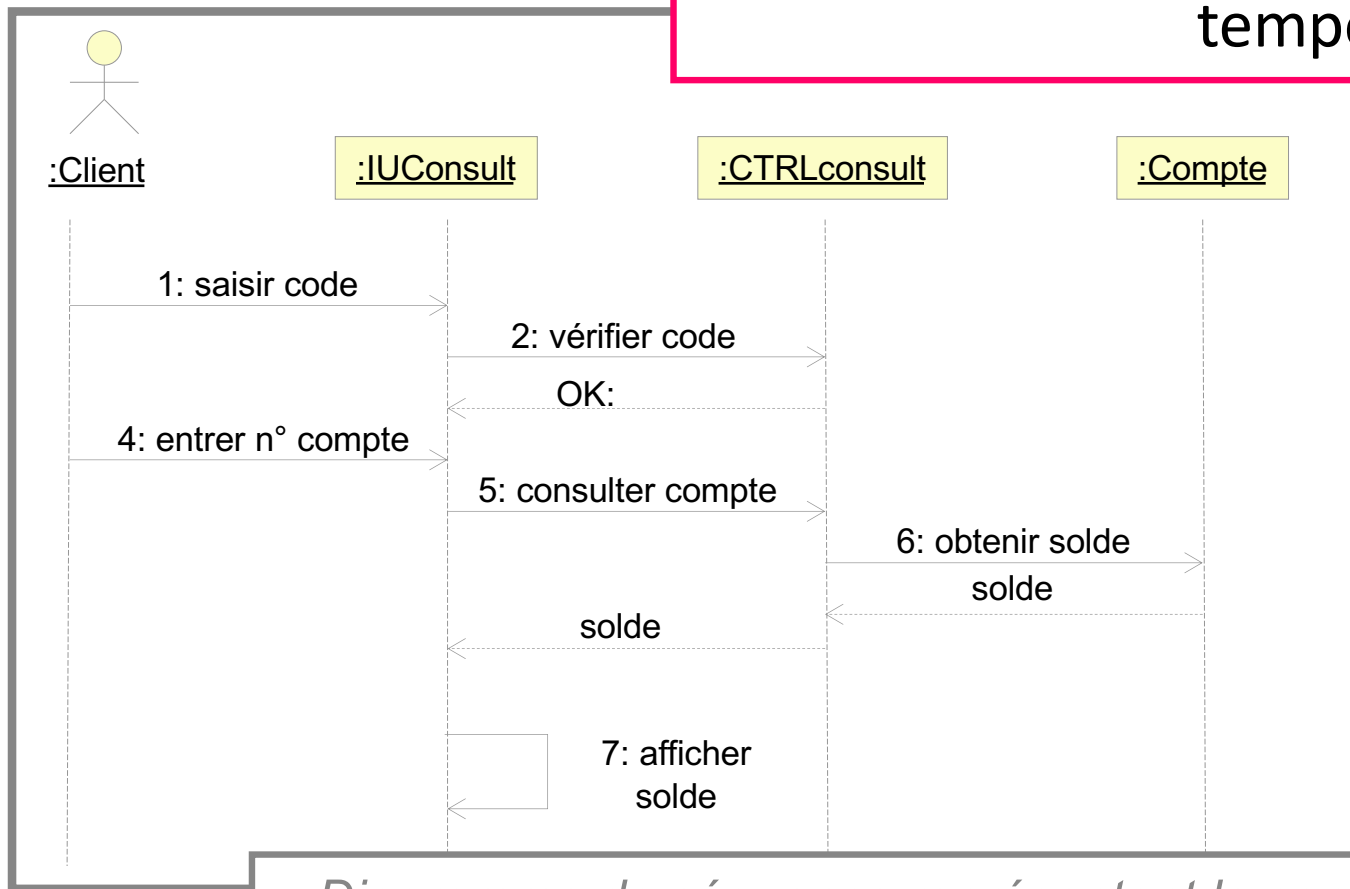 :Client
:IUConsult
:CTRLconsult
:Compte
1: saisir code
2: vérifier code
OK:
4: entrer n° compte
5: consulter compte
6: obtenir solde
solde
solde
7: afficher
solde